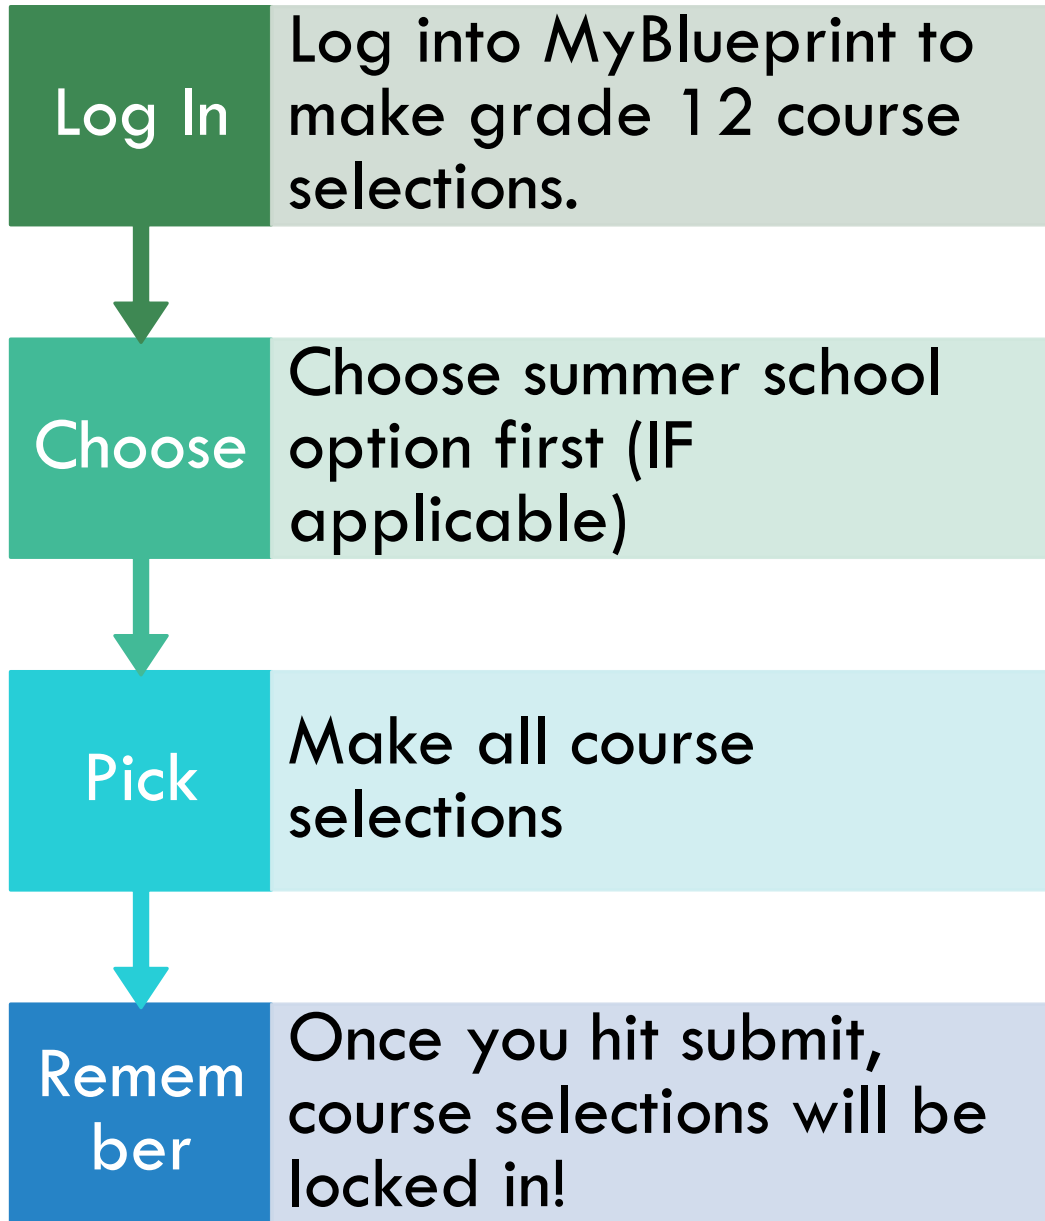 Log In
Log into MyBlueprint to
make grade 12 course
selections.
Choose
Choose summer school
option first (IF
applicable)
Pick
Make all course
selections
Remem
ber
Once you hit submit,
course selections will be
locked in!